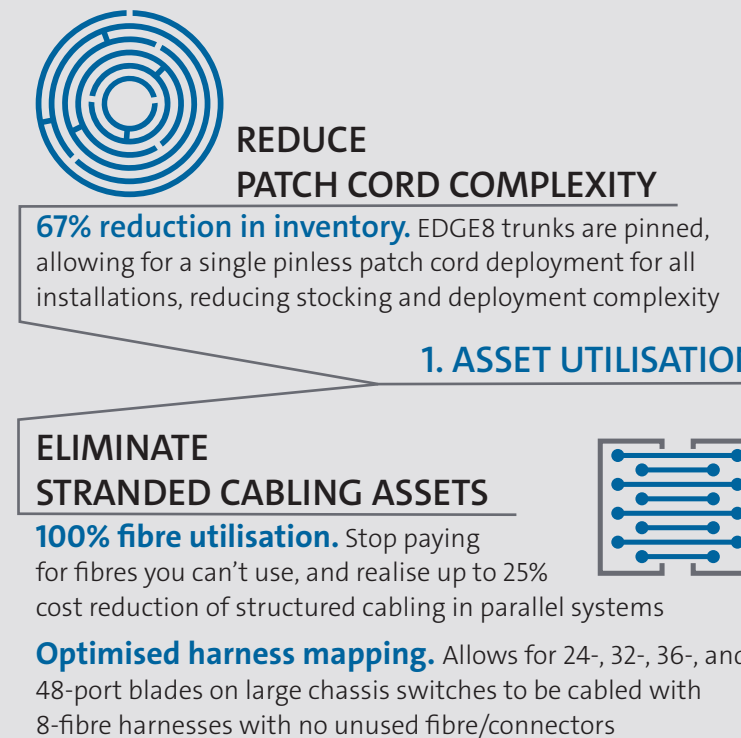 REDUCE
PATCH CORD COMPLEXITY
67% reduction in inventory. EDGE8 trunks are pinned,
allowing for a single pinless patch cord deployment for all
installations, reducing stocking and deployment complexity
1. ASSET UTILISATION
ELIMINATE
STRANDED CABLING ASSETS
100% fibre utilisation. Stop paying
for fibres you can’t use, and realise up to 25%
cost reduction of structured cabling in parallel systems
Optimised harness mapping. Allows for 24-, 32-, 36-, and
48-port blades on large chassis switches to be cabled with
8-fibre harnesses with no unused fibre/connectors